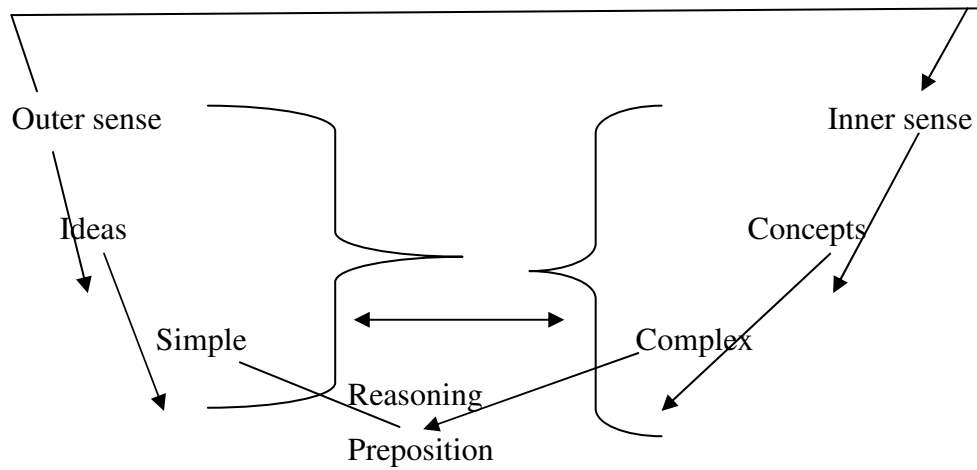 Outer sense Inner sense
Ideas Concepts
Simple Complex
Reasoning
Preposition